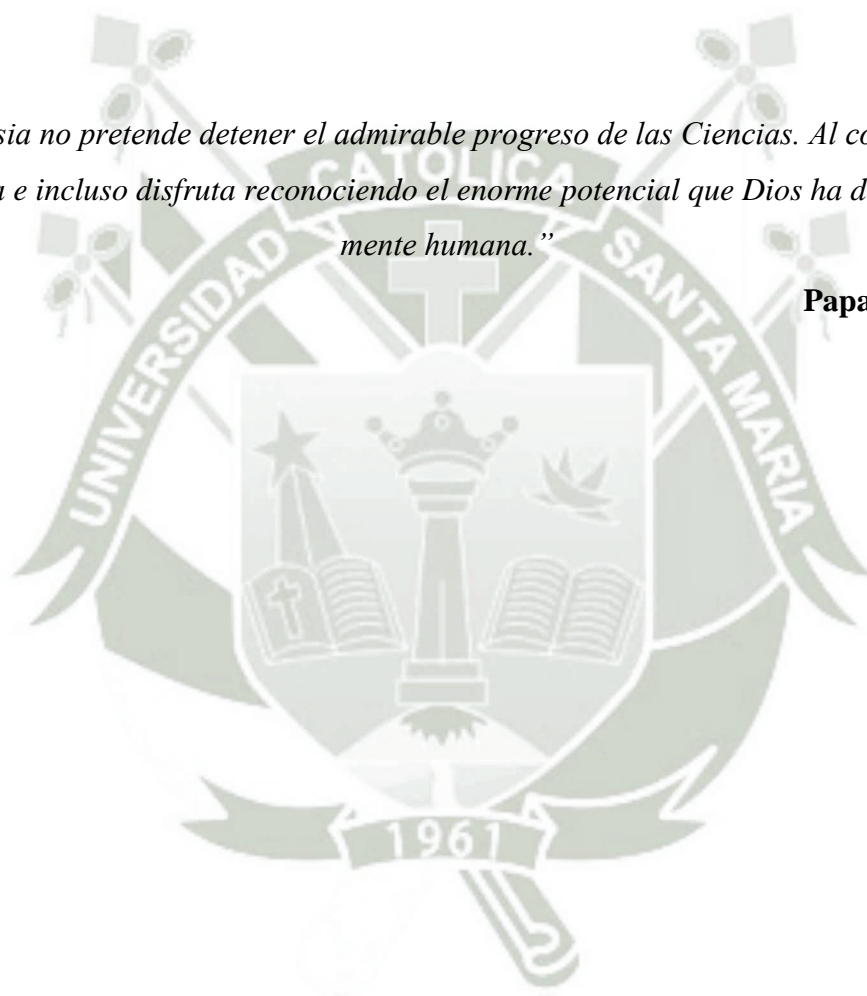 sia no pretende detener el admirable progreso de las Ciencias. Al co
e incluso disfruta reconociendo el enorme potencial que Dios ha d
mente humana.”
Papa
UNIVERSIDAD CATOLICA SANTA MARIA
1961